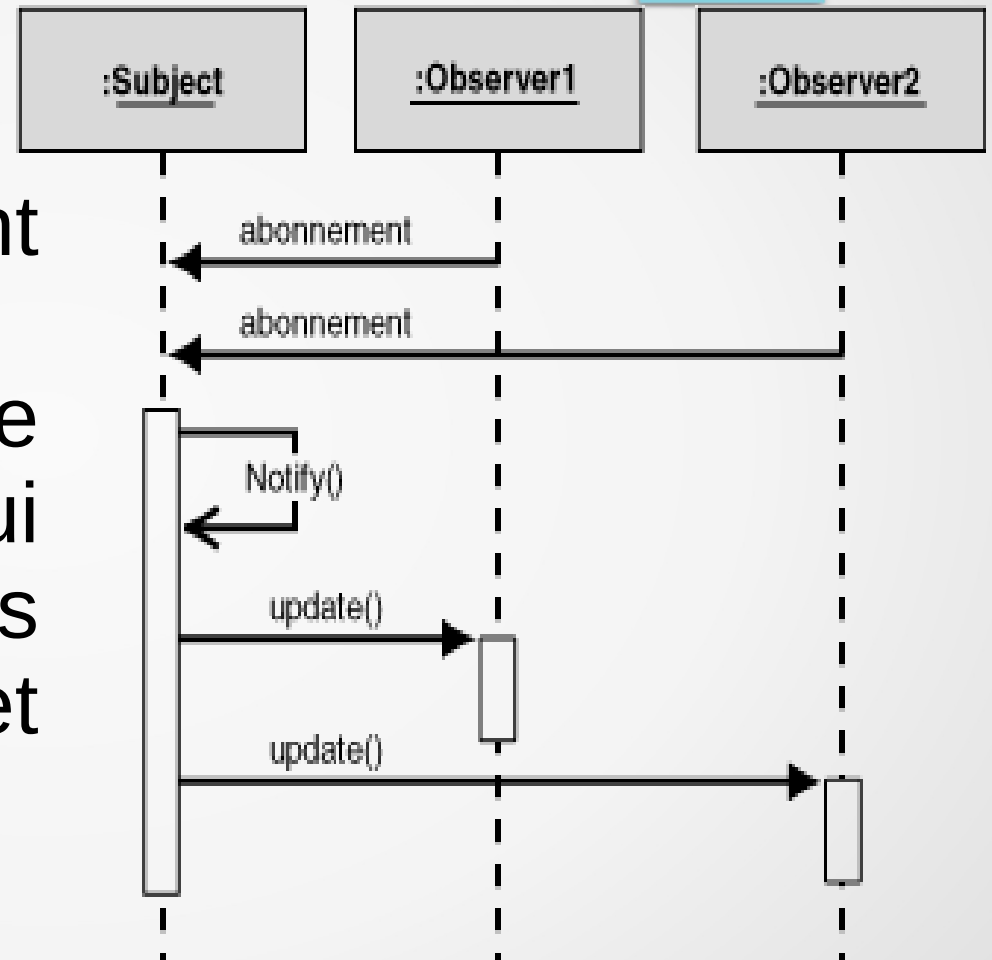 :Subject
:Observer1
:Observer2
abonnement
abonnement
Notify()
update()
update()
nt
e
ui
s
et